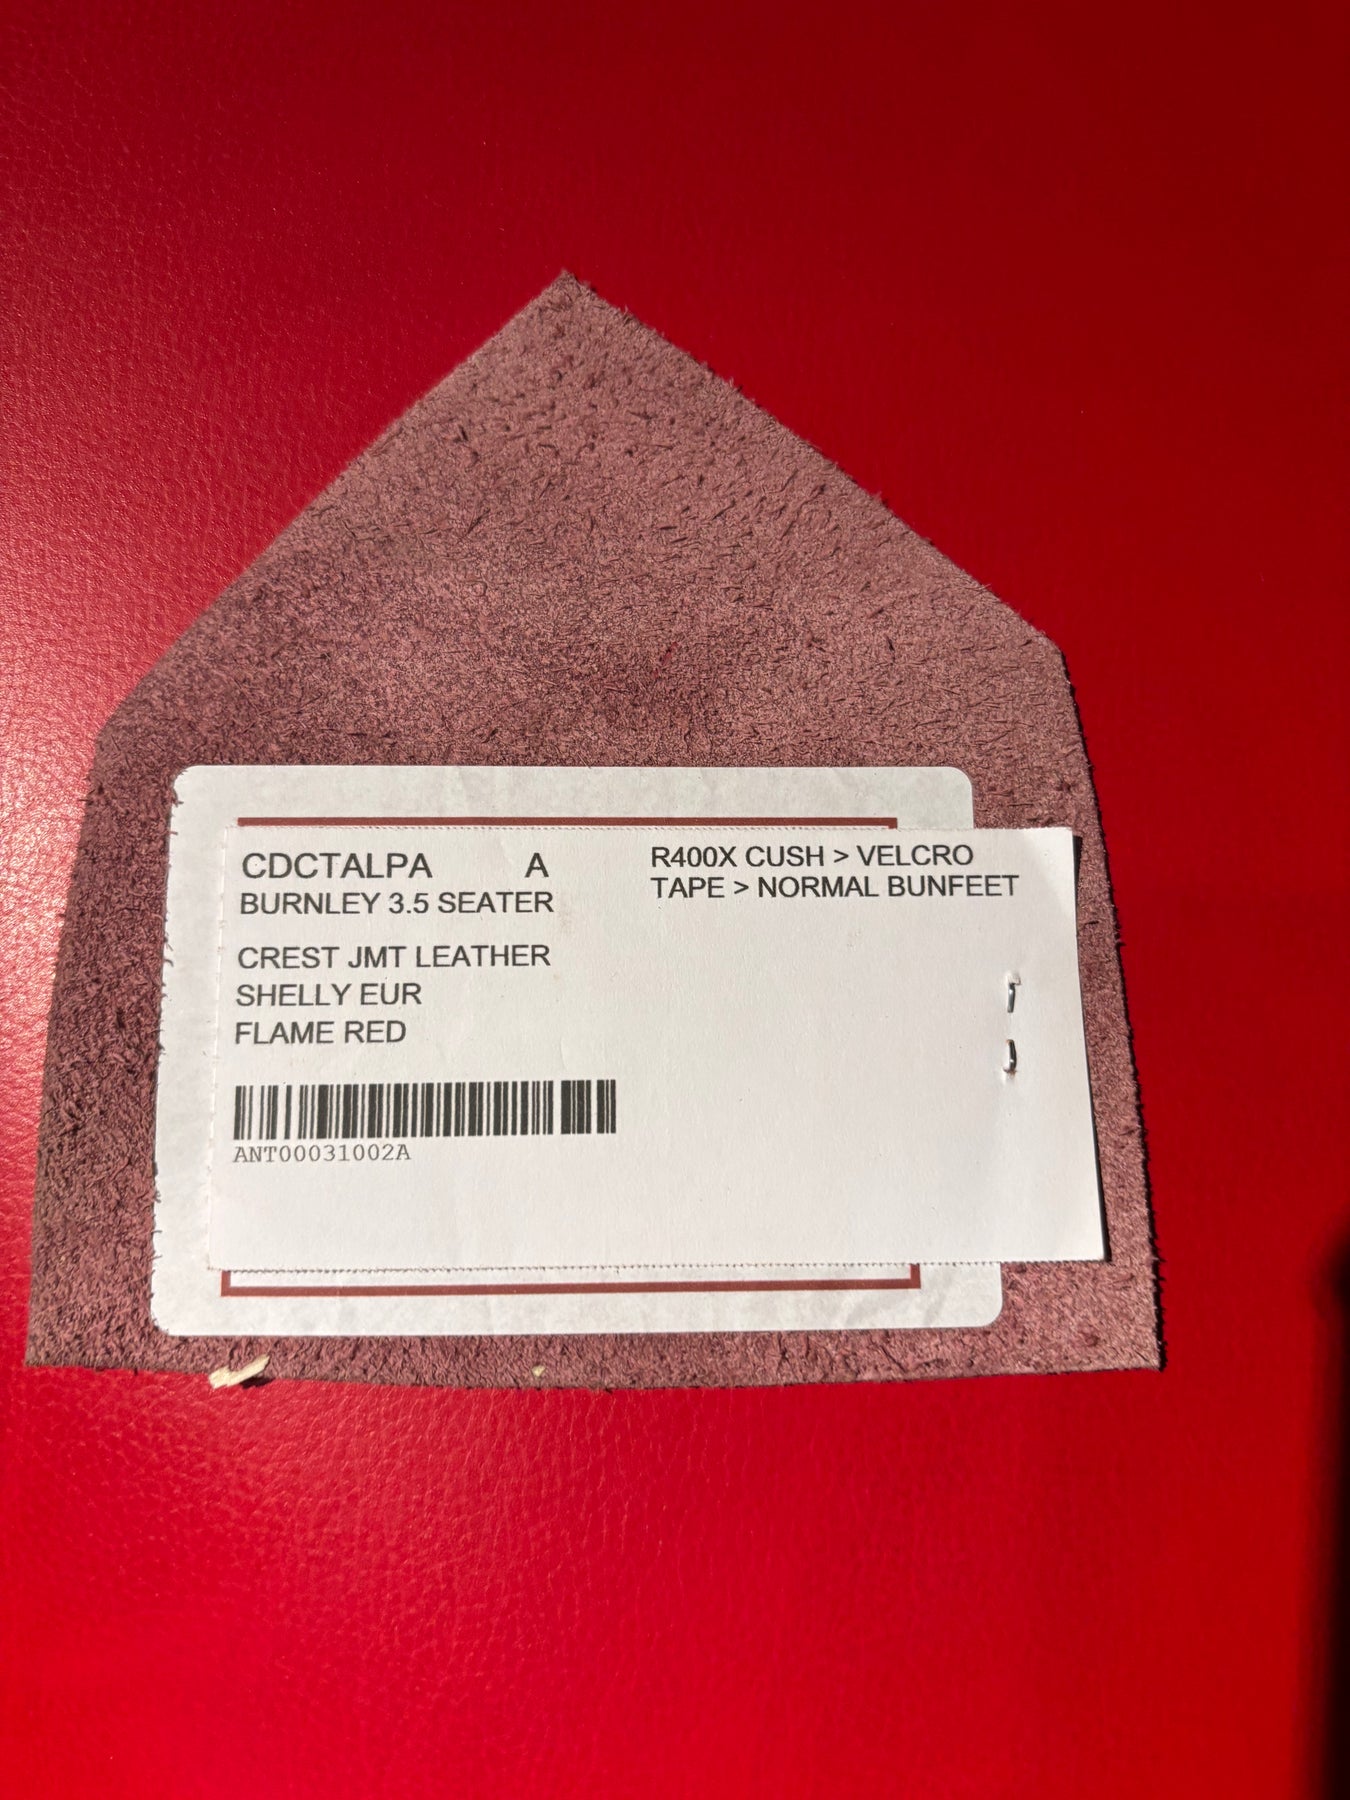 CDCTALPA A
BURNLEY 3.5 SEATER
CREST JMT LEATHER
SHELLY EUR
FLAME RED
ANT00031002A
R400X CUSH > VELCRO
TAPE > NORMAL BUNFEET